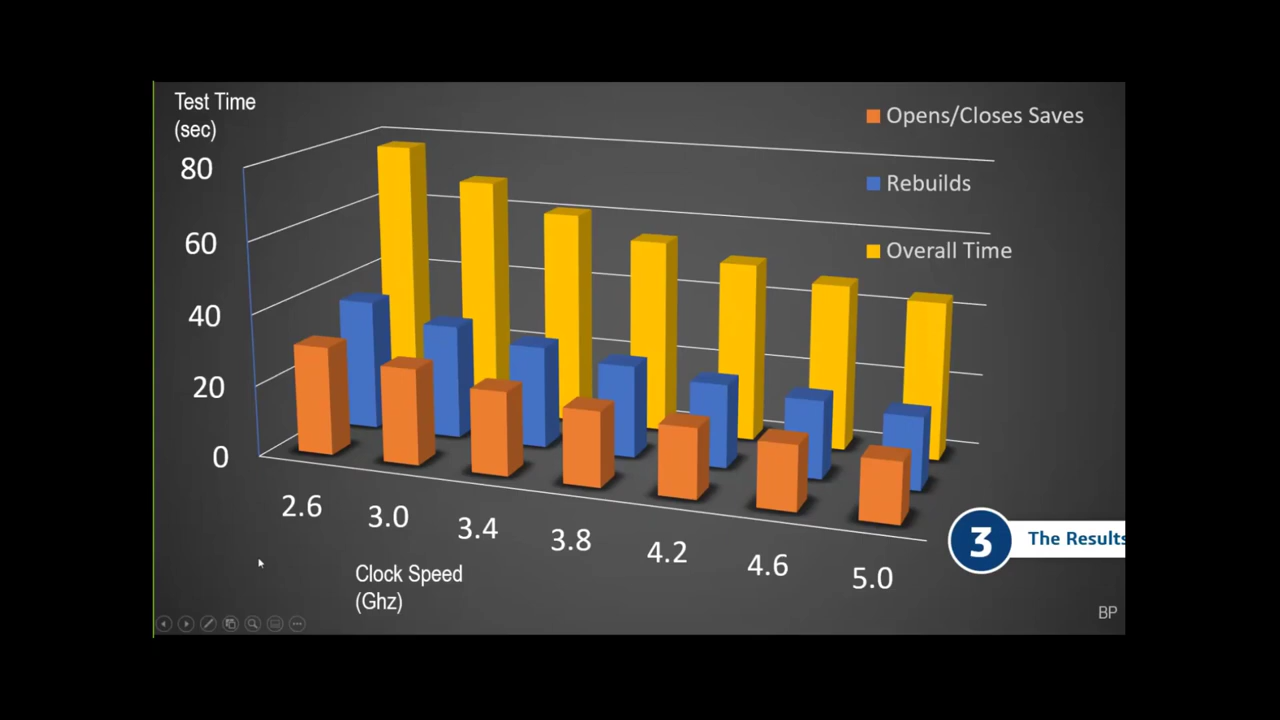 Test Time
(sec)
Opens/Closes Saves
Rebuilds
Overall Time
80
60
40
20
0
2.6
3.0
3.4
3.8
4.2
4.6
5.0
Clock Speed
(Ghz)
3
The Results
BP